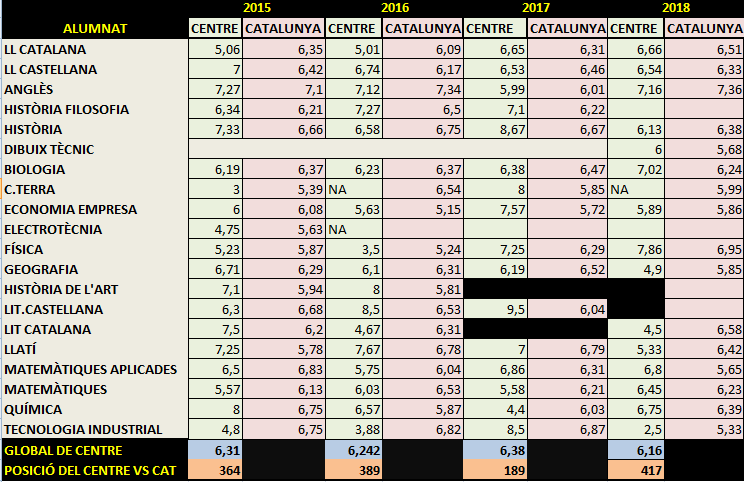 2015 2016 2017 2018
ALUMNAT CENTRE CATALUNYA CENTRE CATALUNYA CENTRE CATALUNYA CENTRE CATALUNYA
LL CATALANA 5,06 6,35 5,01 6,09 6,65 6,31 6,66 6,51
LL CASTELLANA 7 6,42 6,74 6,17 6,53 6,46 6,54 6,33
ANGLÈS 7,27 7,1 7,12 7,34 5,99 6,01 7,16 7,36
HISTÒRIA FILOSOFIA 6,34 6,21 7,27 6,5 7,1 6,22
HISTÒRIA 7,33 6,66 6,58 6,75 8,67 6,67 6,13 6,38
DIBUIX TÈCNIC 6 5,68
BIOLOGIA 6,19 6,37 6,23 6,37 6,38 6,47 7,02 6,24
C.TERRA 3 5,39 NA 6,54 8 5,85 NA 5,99
ECONOMIA EMPRESA 6 6,08 5,63 5,15 7,57 5,72 5,89 5,86
ELECTROTÈCNIA 4,75 5,63 NA
FÍSICA 5,23 5,87 3,5 5,24 7,25 6,29 7,86 6,95
GEOGRAFIA 6,71 6,29 6,1 6,31 6,19 6,52 4,9 5,85
HISTÒRIA DE L'ART 7,1 5,94 8 5,81
LIT.CASTELLANA 6,3 6,68 8,5 6,53 9,5 6,04
LIT CATALANA 7,5 6,2 4,67 6,31 4,5 6,58
LLATÍ 7,25 5,78 7,67 6,78 7 6,79 5,33 6,42
MATEMÀTIQUES APLICADES 6,5 6,83 5,75 6,04 6,86 6,31 6,8 5,65
MATEMÀTIQUES 5,57 6,13 6,03 6,53 5,58 6,21 6,45 6,23
QUÍMICA 8 6,75 6,57 5,87 4,4 6,03 6,75 6,39
TECNOLOGIA INDUSTRIAL 4,8 6,75 3,88 6,82 8,5 6,87 2,5 5,33
GLOBAL DE CENTRE 6,31 6,242 6,38 6,16
POSICIÓ DEL CENTRE VS CAT 364 389 189 417